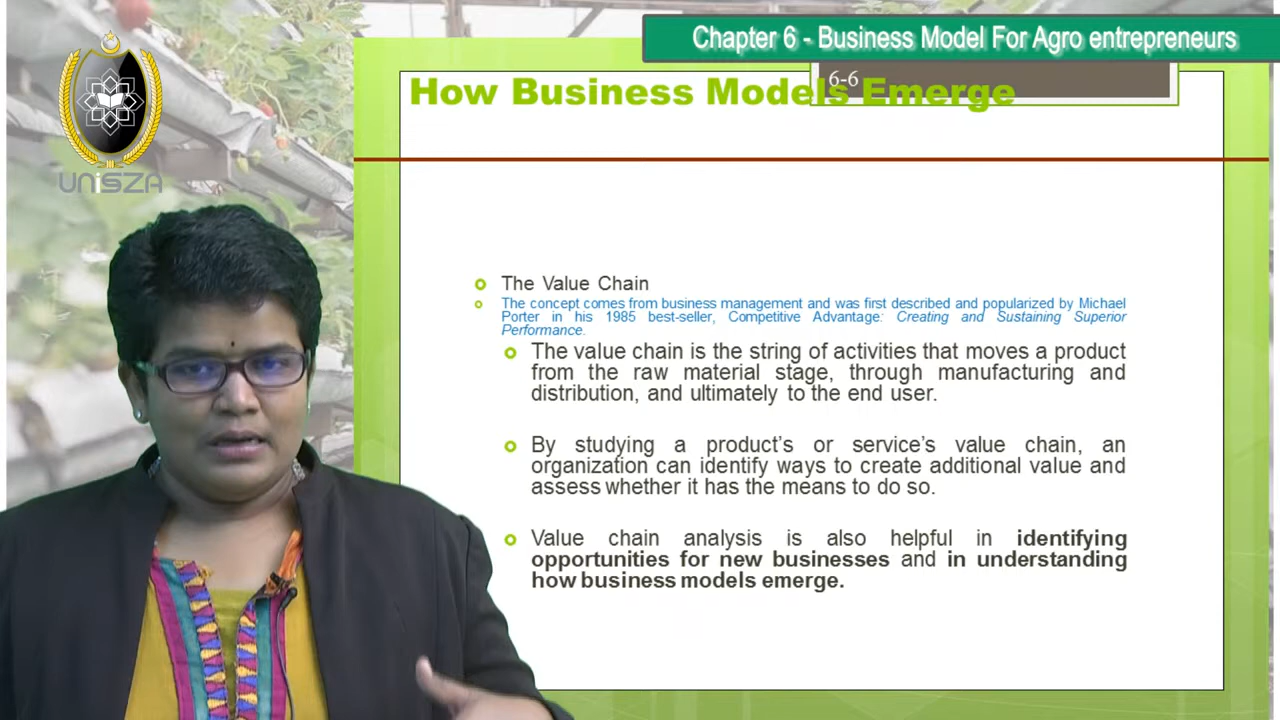 Chapter 6 - Business Model For Agro entrepreneurs
6-6
How Business Models Emerge
UNiSZA
The Value Chain
The concept comes from business management and was first described and popularized by Michael
Porter in his 1985 best-seller, Competitive Advantage: Creating and Sustaining Superior
Performance.
The value chain is the string of activities that moves a product
from the raw material stage, through manufacturing and
distribution, and ultimately to the end user.
By studying a product's or service's value chain, an
organization can identify ways to create additional value and
assess whether it has the means to do so.
Value chain analysis is also helpful in identifying
opportunities for new businesses and in understanding
how business models emerge.